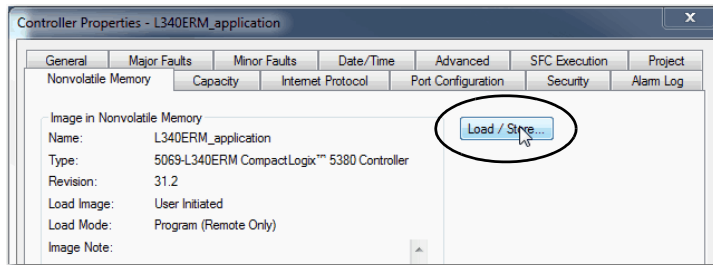 Controller Properties - L340ERM_application
X
General Major Faults Minor Faults Date/Time Advanced SFC Execution Project
Nonvolatile Memory Capacity Internet Protocol Port Configuration Security Alarm Log
Image in Nonvolatile Memory
Load / Store...
Name: L340ERM_application
Type: 5069-L340ERM CompactLogix™ 5380 Controller
Revision: 31.2
Load Image: User Initiated
Load Mode: Program (Remote Only)
Image Note: